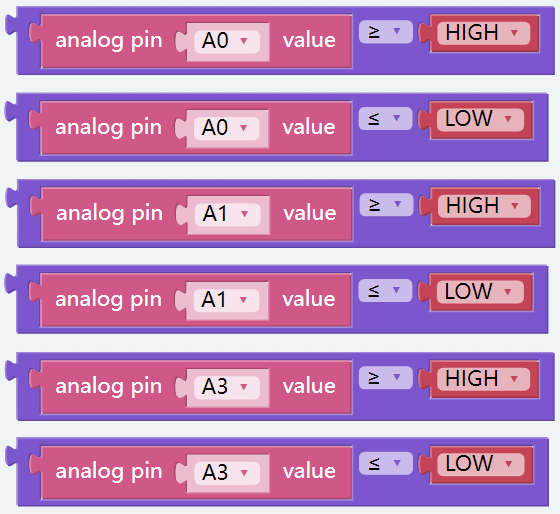 analog pin A0 value ≥ HIGH
analog pin A0 value ≤ LOW
analog pin A1 value ≥ HIGH
analog pin A1 value ≤ LOW
analog pin A3 value ≥ HIGH
analog pin A3 value ≤ LOW